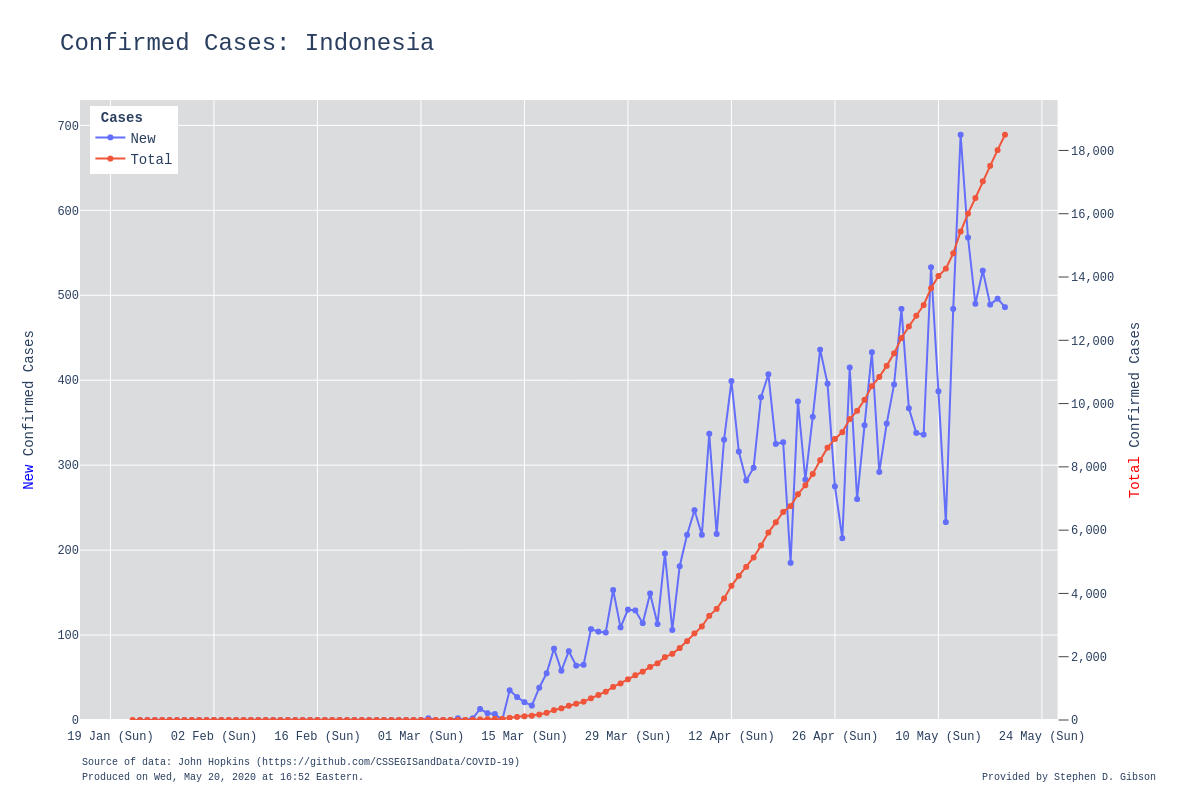 Confirmed Cases: Indonesia
Cases
New
Total
700
600
500
400
300
200
100
0
18,000
16,000
14,000
12,000
10,000
8,000
6,000
4,000
2,000
0
New Confirmed Cases
Total Confirmed Cases
19 Jan (Sun) 02 Feb (Sun) 16 Feb (Sun) 01 Mar (Sun) 15 Mar (Sun) 29 Mar (Sun) 12 Apr (Sun) 26 Apr (Sun) 10 May (Sun) 24 May (Sun)
Source of data: John Hopkins (https://github.com/CSSEGISandData/COVID-19)
Produced on Wed, May 20, 2020 at 16:52 Eastern.
Provided by Stephen D. Gibson